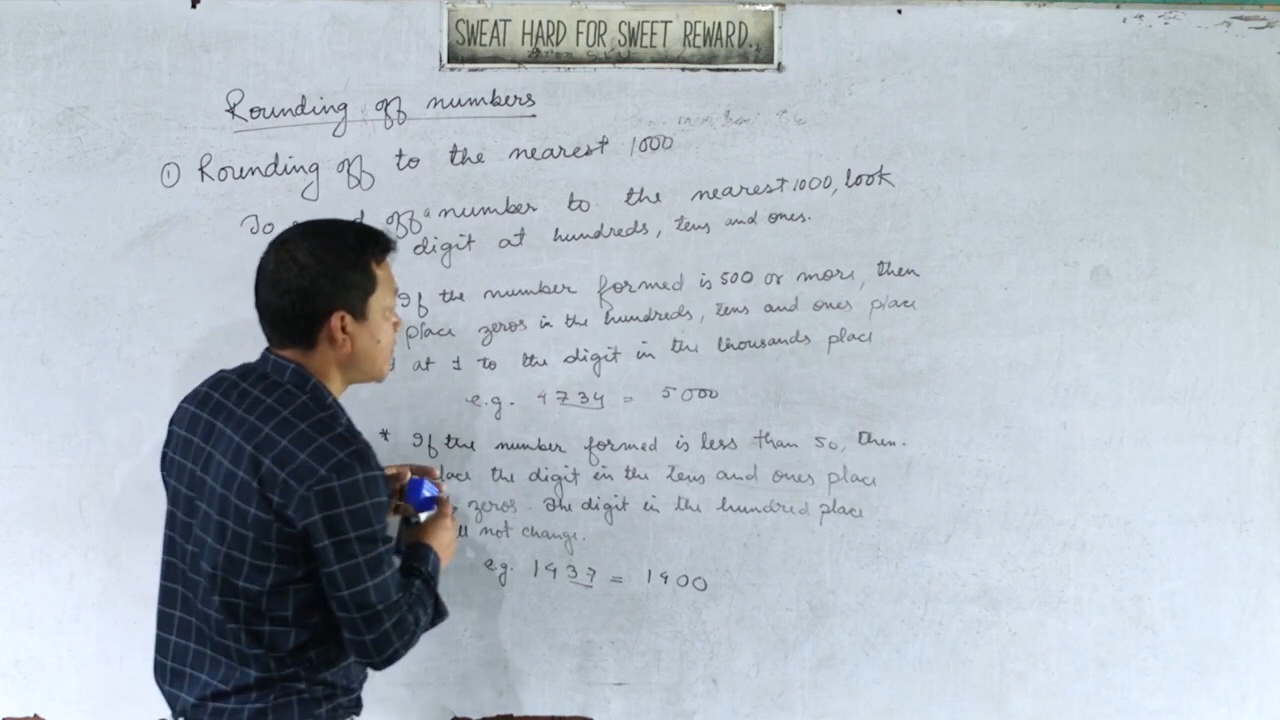 SWEAT HARD FOR SWEET REWARD.
Rounding off numbers
① Rounding off to the nearest 1000
To off a number to the nearest 1000, look
digit at hundreds, tens and ones.
If the number formed is 500 or more, then
place zeros in the hundreds, tens and ones place
at 1 to the digit in the thousands place
e.g. 4734 = 5000
* If the number formed is less than 50, then.
the digit in the tens and ones place
zeros. The digit in the hundred place
not change.
e.g. 1437 = 1400